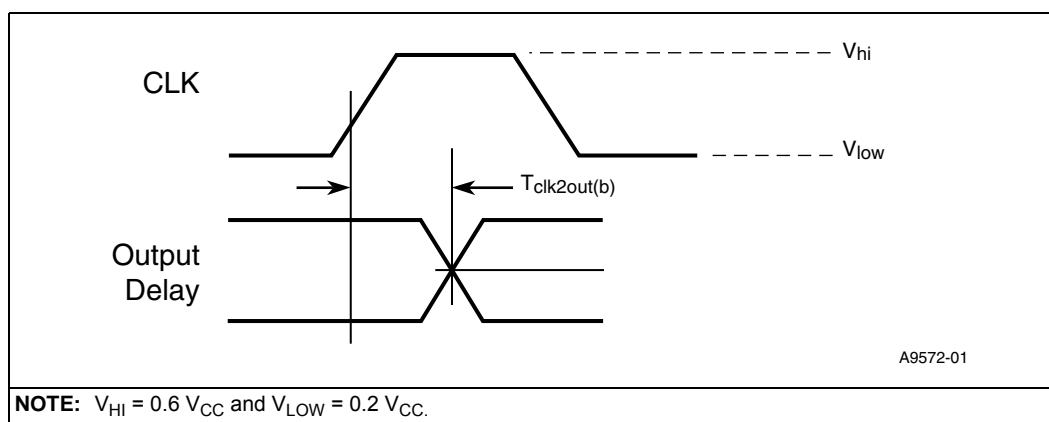 CLK
Vhi
Vlow
Tclk2out(b)
Output
Delay
A9572-01
NOTE: VHI = 0.6 VCC and VLOW = 0.2 VCC.